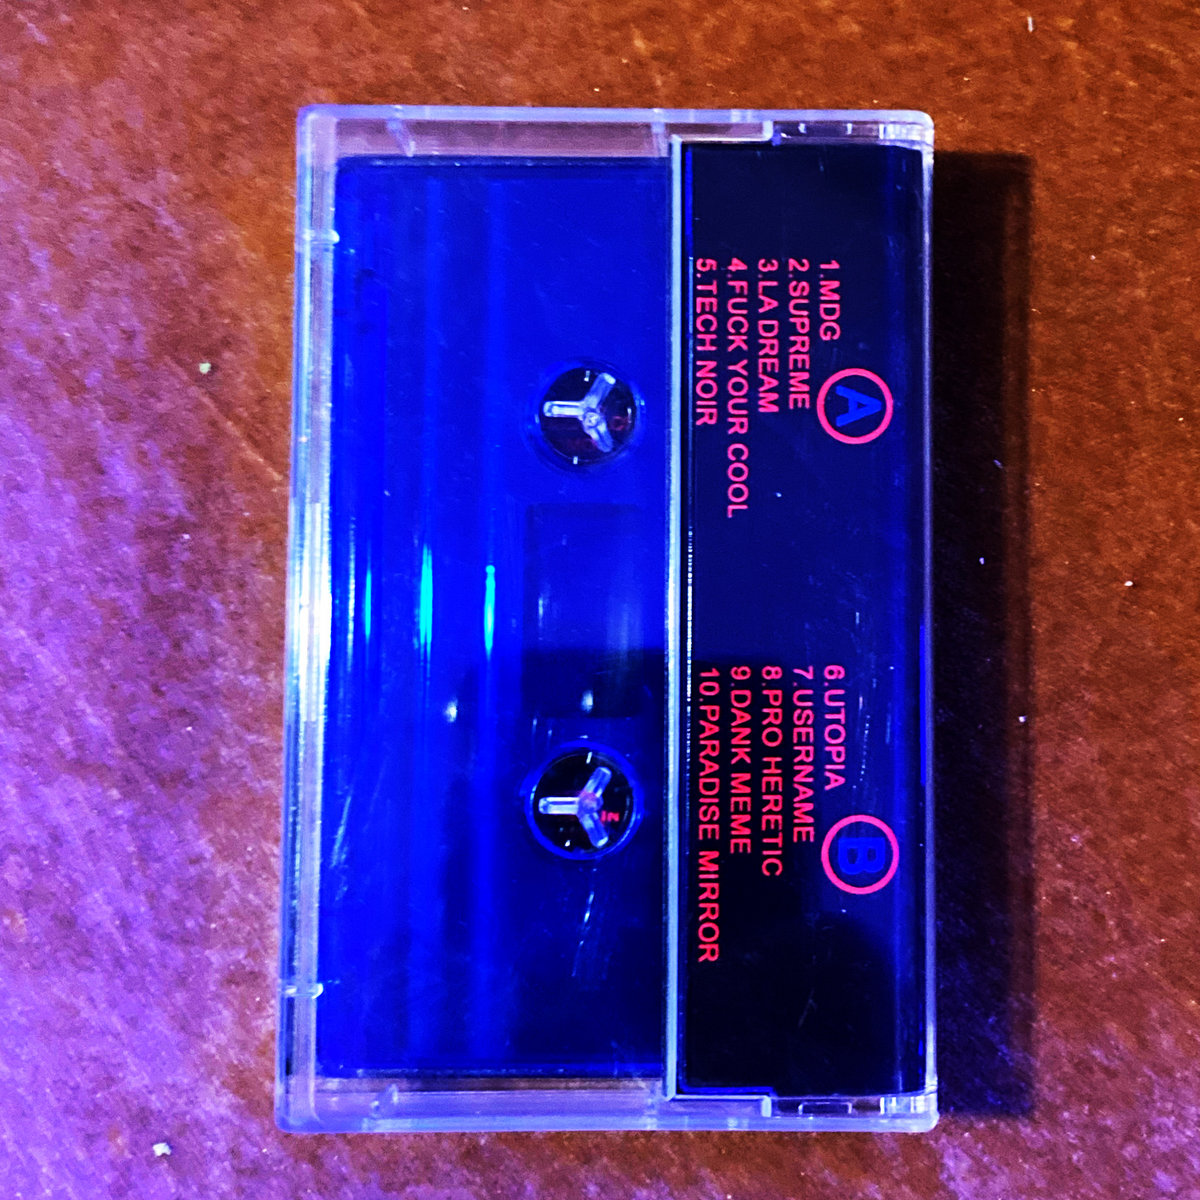 A
1.MDG
2.SUPREME
3.LA DREAM
4.FUCK YOUR COOL
5.TECH NOIR
B
6.UTOPIA
7.USERNAME
8.PRO HERETIC
9.DANK MEME
10.PARADISE MIRROR